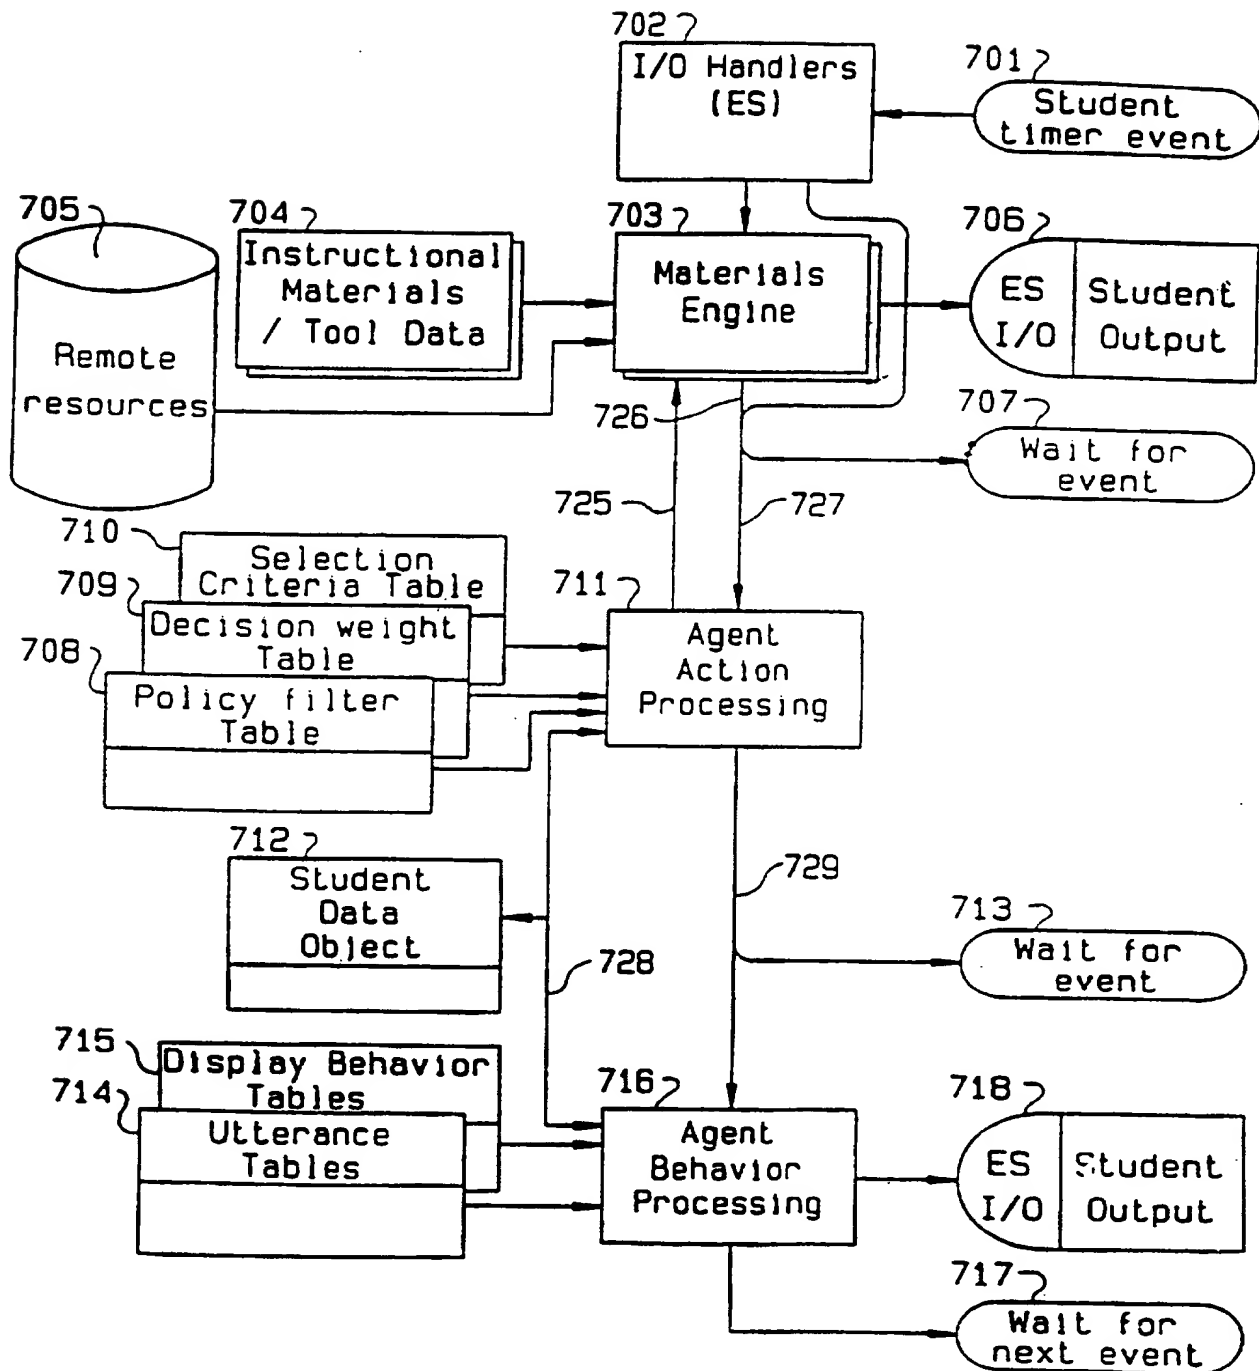 702
I/O Handlers
(ES)
701
Student
timer event
705
Remote
resources
704
Instructional
Materials
/ Tool Data
703
Materials
Engine
706
ES
I/O
Student
Output
726
707
Wait for
event
725
727
710
Selection
Criteria Table
709
Decision weight
Table
708
Policy filter
Table
711
Agent
Action
Processing
712
Student
Data
Object
728
729
713
Wait for
event
715
Display Behavior
Tables
714
Utterance
Tables
716
Agent
Behavior
Processing
718
ES
I/O
Student
Output
717
Wait for
next event